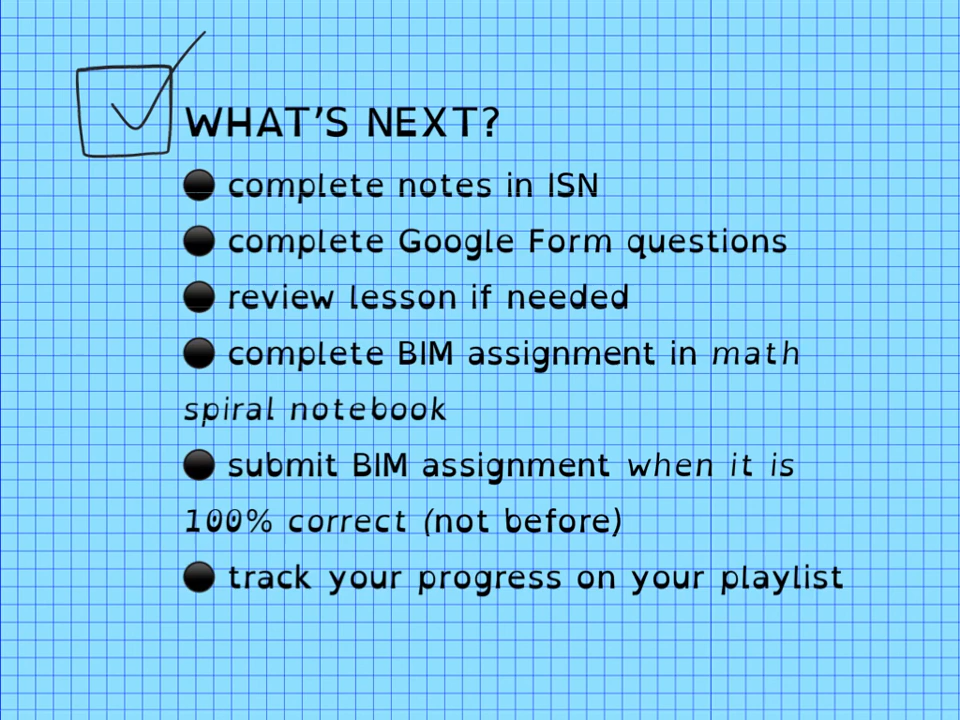 WHAT'S NEXT?
● complete notes in ISN
● complete Google Form questions
● review lesson if needed
● complete BIM assignment in math
spiral notebook
● submit BIM assignment when it is
100% correct (not before)
● track your progress on your playlist